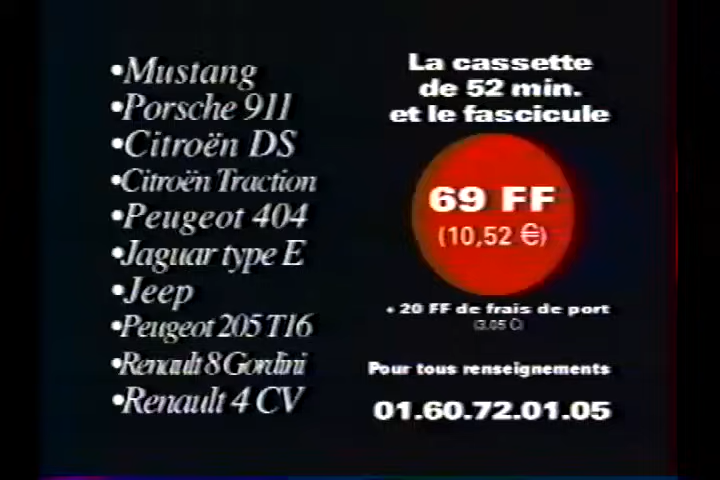 •Mustang
•Porsche 911
•Citroën DS
•Citroën Traction
•Peugeot 404
•Jaguar type E
•Jeep
•Peugeot 205 T16
•Renault 8 Gordini
•Renault 4 CV
La cassette
de 52 min.
et le fascicule
69 FF
(10,52 €)
+ 20 FF de frais de port
(3,05 €)
Pour tous renseignements
01.60.72.01.05